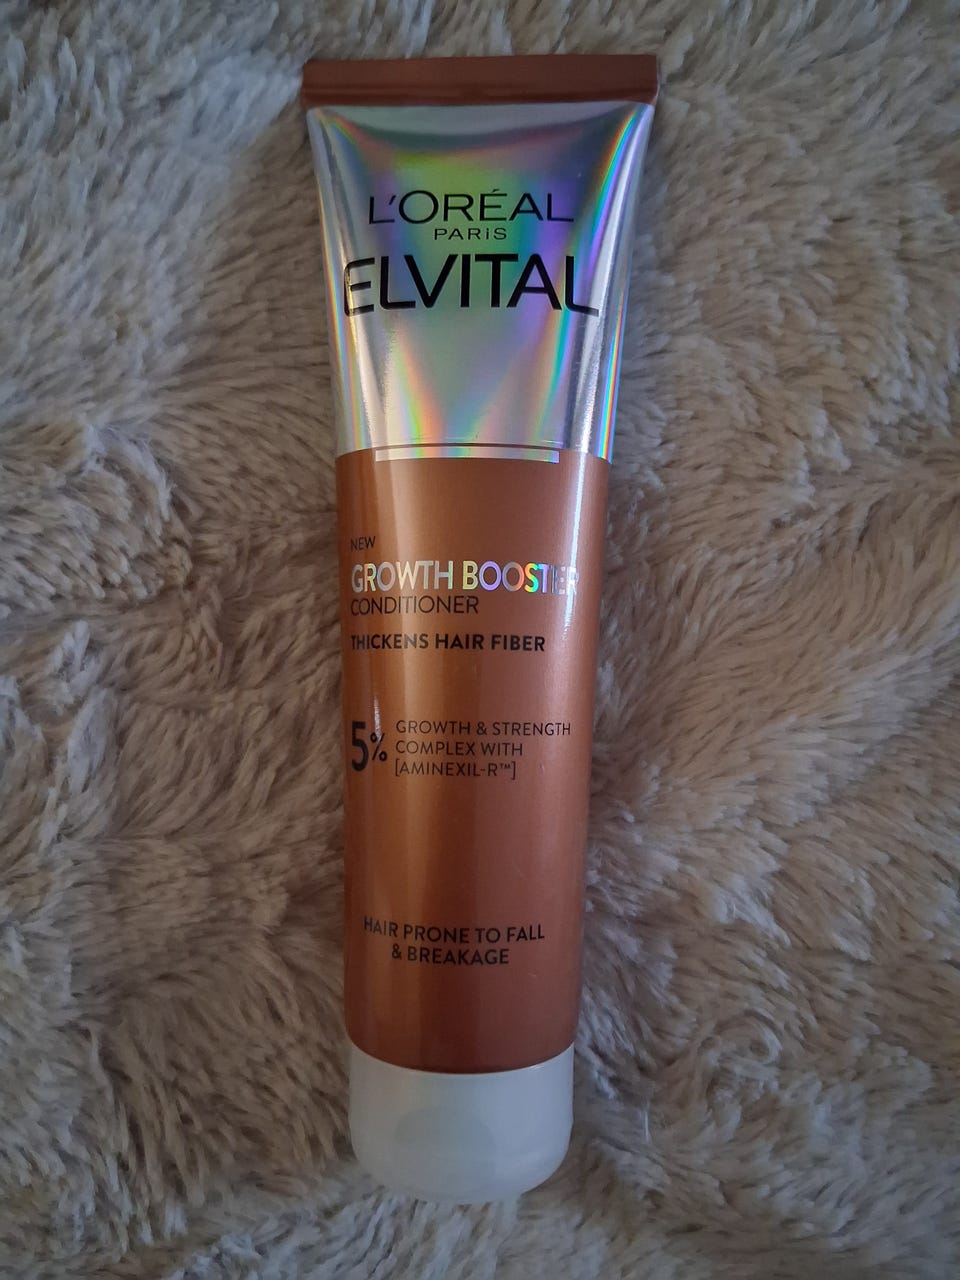 L'ORÉAL
PARIS
ELVITAL
NEW
GROWTH BOOSTER
CONDITIONER
THICKENS HAIR FIBER
5% GROWTH & STRENGTH
COMPLEX WITH
[AMINEXIL-R™]
HAIR PRONE TO FALL
& BREAKAGE